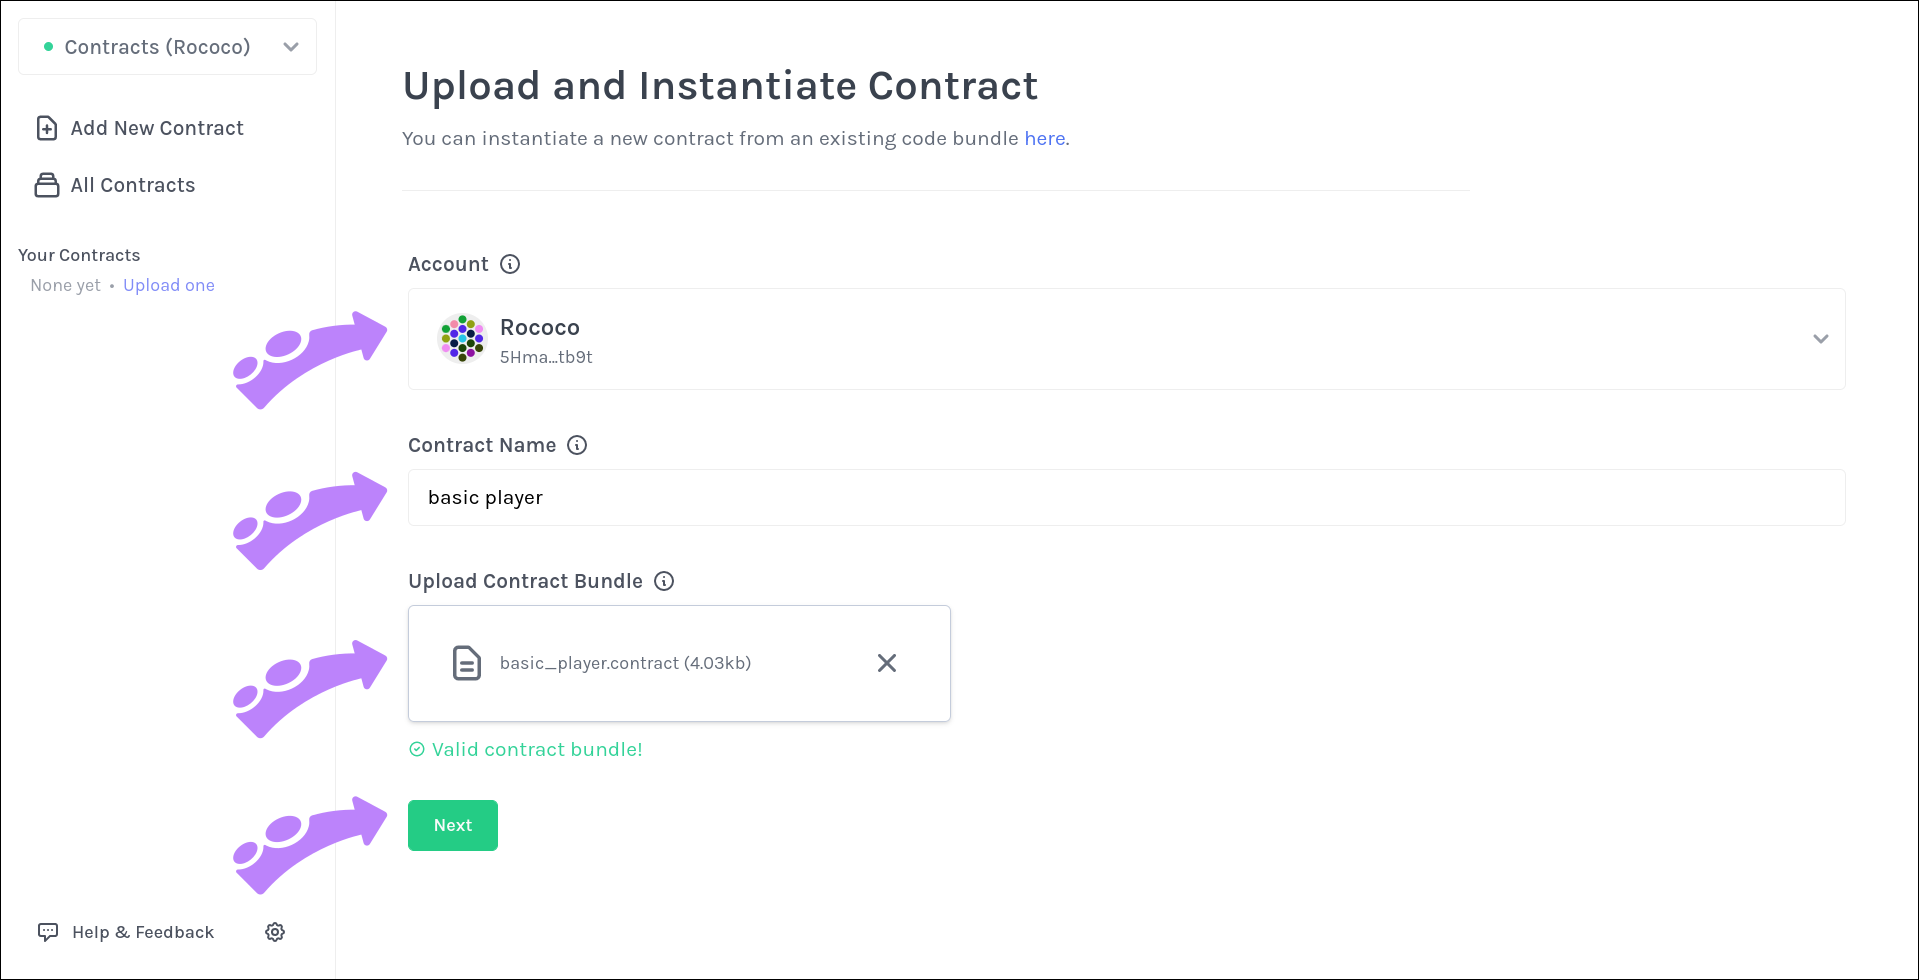 Contracts (Rococo)
Add New Contract
All Contracts
Your Contracts
None yet • Upload one
Help & Feedback
Upload and Instantiate Contract
You can instantiate a new contract from an existing code bundle here.
Account
Rococo
5Hma...tb9t
Contract Name
basic player
Upload Contract Bundle
basic_player.contract (4.03kb)
Valid contract bundle!
Next